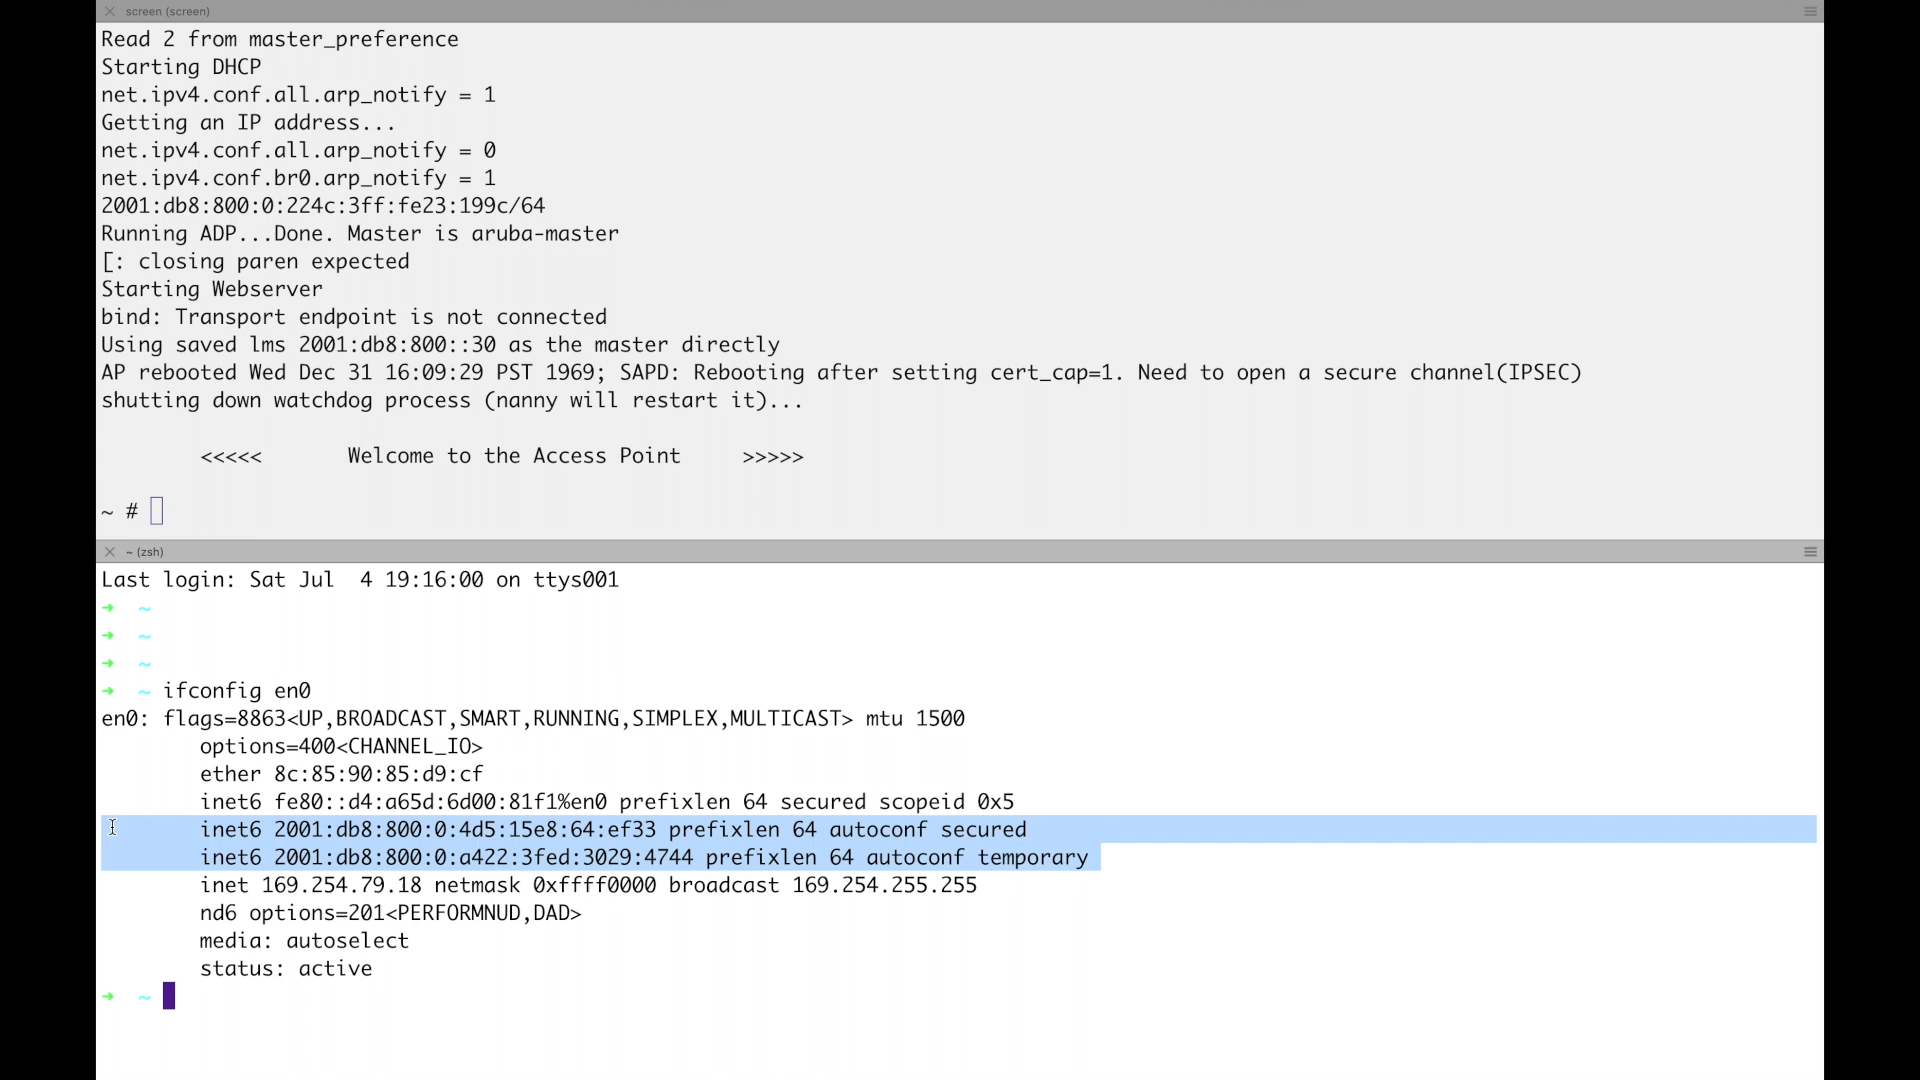 screen (screen)
Read 2 from master_preference
Starting DHCP
net.ipv4.conf.all.arp_notify = 1
Getting an IP address...
net.ipv4.conf.all.arp_notify = 0
net.ipv4.conf.br0.arp_notify = 1
2001:db8:800:0:224c:3ff:fe23:199c/64
Running ADP...Done. Master is aruba-master
[: closing paren expected
Starting Webserver
bind: Transport endpoint is not connected
Using saved lms 2001:db8:800::30 as the master directly
AP rebooted Wed Dec 31 16:09:29 PST 1969; SAPD: Rebooting after setting cert_cap=1. Need to open a secure channel(IPSEC)
shutting down watchdog process (nanny will restart it)...
<<<<<       Welcome to the Access Point     >>>>>
~ #
~ (zsh)
Last login: Sat Jul  4 19:16:00 on ttys001
➜  ~
➜  ~
➜  ~
➜  ~ ifconfig en0
en0: flags=8863<UP,BROADCAST,SMART,RUNNING,SIMPLEX,MULTICAST> mtu 1500
options=400<CHANNEL_IO>
ether 8c:85:90:85:d9:cf
inet6 fe80::d4:a65d:6d00:81f1%en0 prefixlen 64 secured scopeid 0x5
inet6 2001:db8:800:0:4d5:15e8:64:ef33 prefixlen 64 autoconf secured
inet6 2001:db8:800:0:a422:3fed:3029:4744 prefixlen 64 autoconf temporary
inet 169.254.79.18 netmask 0xffff0000 broadcast 169.254.255.255
nd6 options=201<PERFORMNUD,DAD>
media: autoselect
status: active
➜  ~